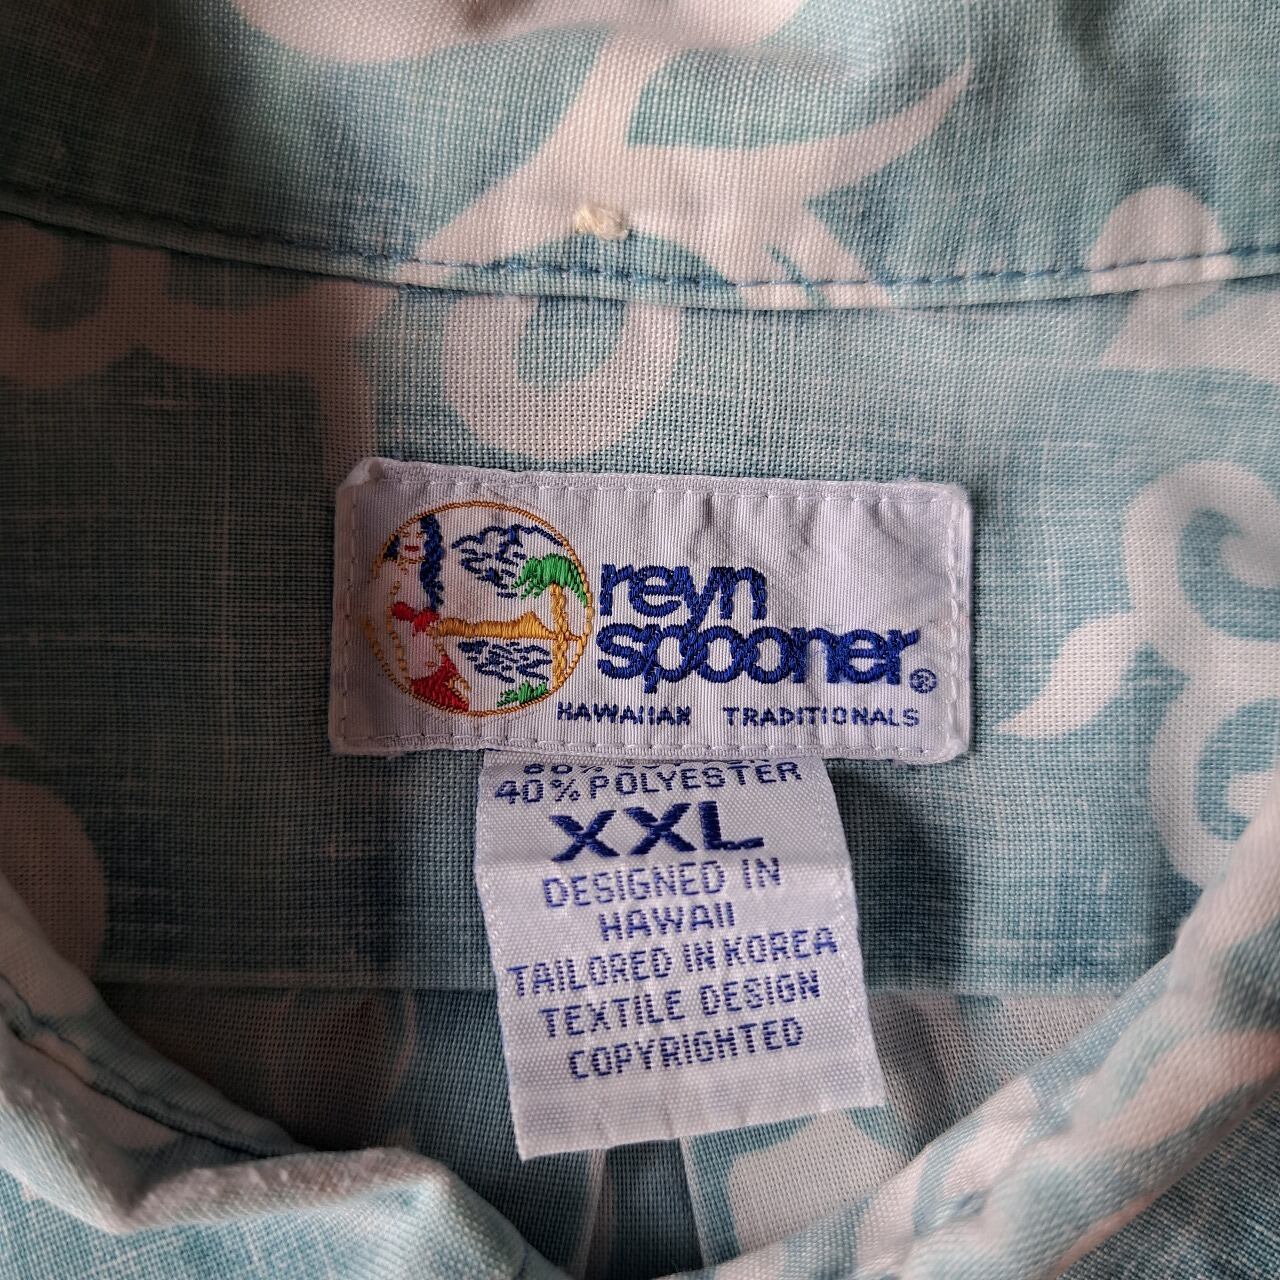 reyn
spooner®
HAWAIIAN TRADITIONALS
40% POLYESTER
XXL
DESIGNED IN
HAWAII
TAILORED IN KOREA
TEXTILE DESIGN
COPYRIGHTED